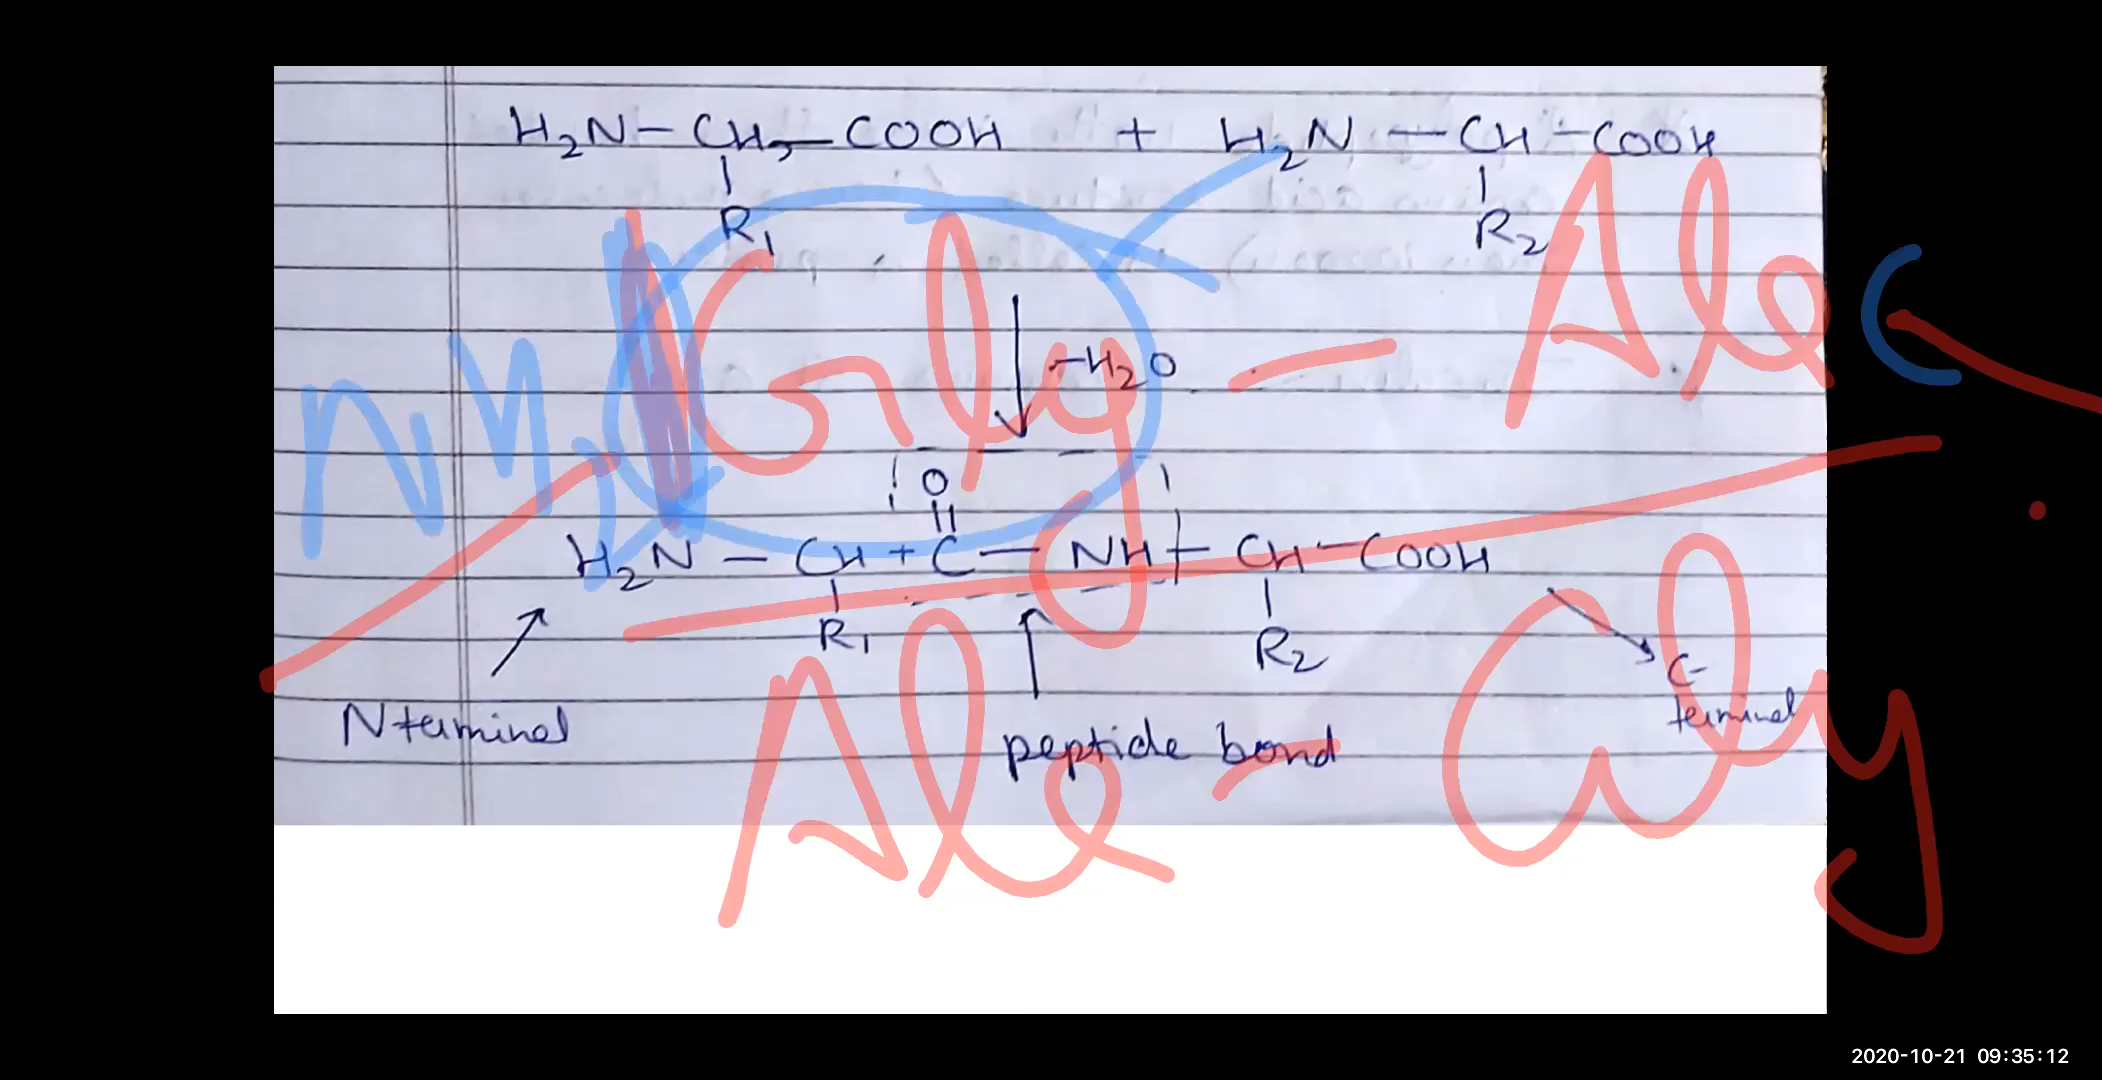 H₂N – CH₂ – COOH + H₂N – CH – COOH
R₁ R₂
Gly – Ala
-H₂O
NH₂
C
O
H₂N – CH + C – NH + CH – COOH
R₁ R₂
N terminal
C-
terminal
peptide bond
Ala – Gly
2020-10-21 09:35:12